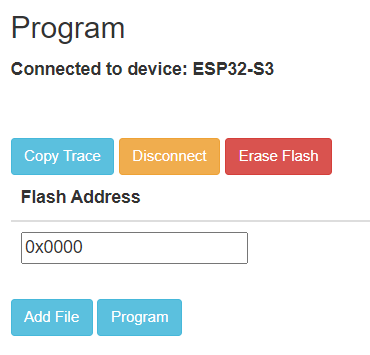 Program
Connected to device: ESP32-S3
Copy Trace Disconnect Erase Flash
Flash Address
0x0000
Add File Program